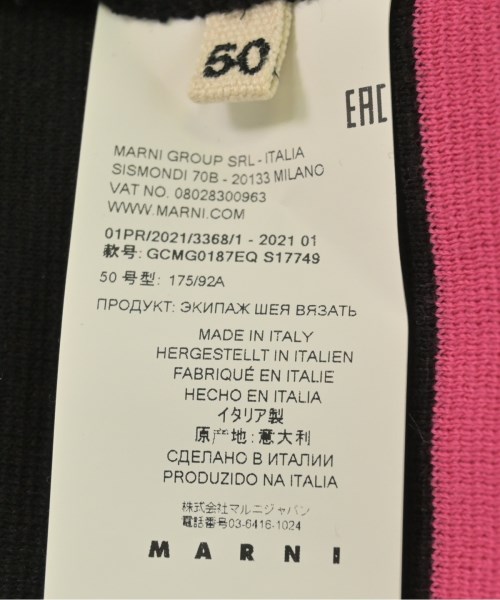 50
EAC
MARNI GROUP SRL - ITALIA
SISMONDI 70B - 20133 MILANO
VAT NO. 08028300963
WWW.MARNI.COM
01PR/2021/3368/1 - 2021 01
款号: GCMG0187EQ S17749
50 号型: 175/92A
ПРОДУКТ: ЭКИПАЖ ШЕЯ ВЯЗАТЬ
MADE IN ITALY
HERGESTELLT IN ITALIEN
FABRIQUÉ EN ITALIE
HECHO EN ITALIA
イタリア製
原产地: 意大利
СДЕЛАНО В ИТАЛИИ
PRODUZIDO NA ITALIA
株式会社マルニジャパン
電話番号03-6416-1024
MARNI